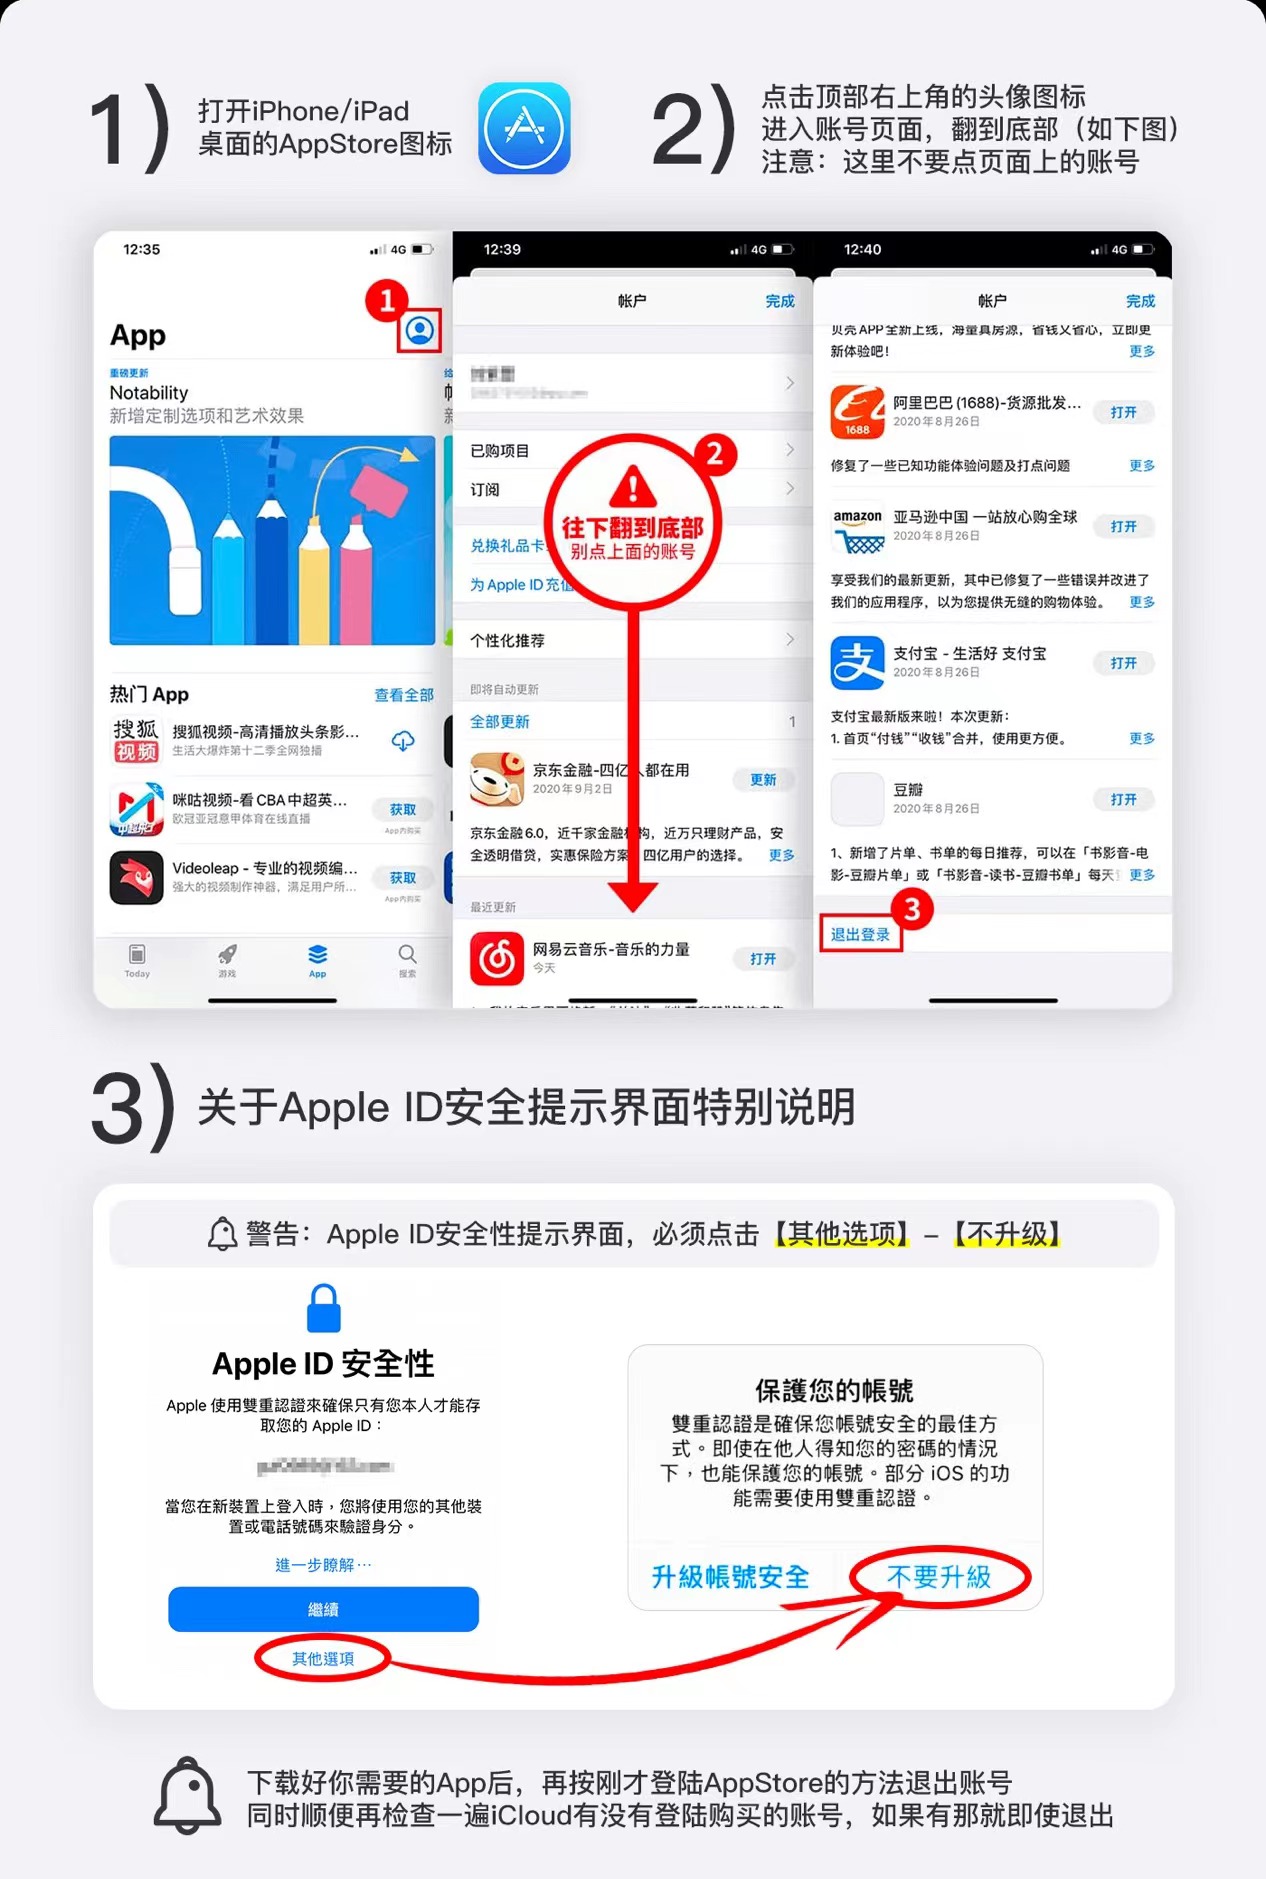 1)
打开iPhone/iPad
桌面的AppStore图标
2)
点击顶部右上角的头像图标
进入账号页面，翻到底部（如下图）
注意：这里不要点页面上的账号
12:35
4G
1
App
重磅更新
Notability
新增定制选项和艺术效果
热门 App
查看全部
搜狐
视频
搜狐视频-高清播放头条影...
生活大爆炸第十二季全网独播
咪咕视频-看 CBA 中超英...
欧冠亚冠意甲体育在线直播
获取
App内购买
Videoleap - 专业的视频编...
强大的视频制作神器，满足用户所...
获取
App内购买
Today
游戏
App
搜索
12:39
4G
帐户
完成
已购项目
订阅
兑换礼品卡
为 Apple ID 充值
2
往下翻到底部
别点上面的账号
个性化推荐
即将自动更新
全部更新
1
京东金融-四亿人都在用
2020年9月2日
更新
京东金融6.0，近千家金融机构，近万只理财产品，安
全透明借贷，实惠保险方案，四亿用户的选择。
更多
最近更新
网易云音乐-音乐的力量
今天
打开
12:40
4G
帐户
完成
贝壳APP全新上线，海量真房源，省钱又省心，立即更
新体验吧！
更多
1688
阿里巴巴 (1688)-货源批发...
2020年8月26日
打开
修复了一些已知功能体验问题及打点问题
更多
amazon
亚马逊中国 一站放心购全球
2020年8月26日
打开
享受我们的最新更新，其中已修复了一些错误并改进了
我们的应用程序，以为您提供无缝的购物体验。
更多
支
支付宝 - 生活好 支付宝
2020年8月26日
打开
支付宝最新版来啦！本次更新：
1. 首页“付钱”“收钱”合并，使用更方便。
更多
豆瓣
2020年8月26日
打开
1、新增了片单、书单的每日推荐，可以在「书影音-电
影-豆瓣片单」或「书影音-读书-豆瓣书单」每天
更多
3
退出登录
3)
关于Apple ID安全提示界面特别说明
警告：Apple ID安全性提示界面，必须点击【其他选项】–【不升级】
Apple ID 安全性
Apple 使用雙重認證來確保只有您本人才能存
取您的 Apple ID：
當您在新裝置上登入時，您將使用您的其他裝
置或電話號碼來驗證身分。
進一步瞭解⋯
繼續
其他選項
保護您的帳號
雙重認證是確保您帳號安全的最佳方
式。即使在他人得知您的密碼的情況
下，也能保護您的帳號。部分 iOS 的功
能需要使用雙重認證。
升級帳號安全
不要升級
下载好你需要的App后，再按刚才登陆AppStore的方法退出账号
同时顺便再检查一遍iCloud有没有登陆购买的账号，如果有那就即使退出